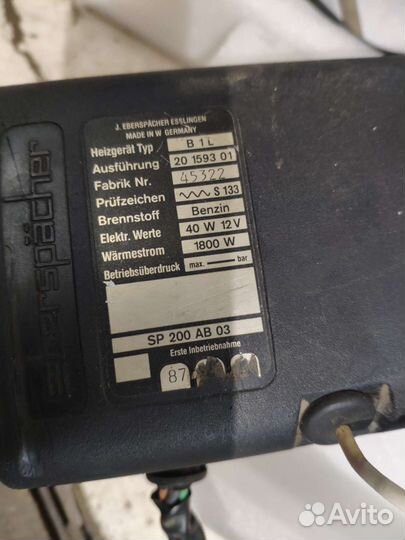 eberspächer
J. EBERSPÄCHER ESSLINGEN
MADE IN W GERMANY
Heizgerät Typ B 1 L
Ausführung 20 1593 01
Fabrik Nr. 45322
Prüfzeichen S 133
Brennstoff Benzin
Elektr. Werte 40 W 12 V
Wärmestrom 1800 W
Betriebsüberdruck max. bar
SP 200 AB 03
Erste Inbetriebnahme
87
Avito